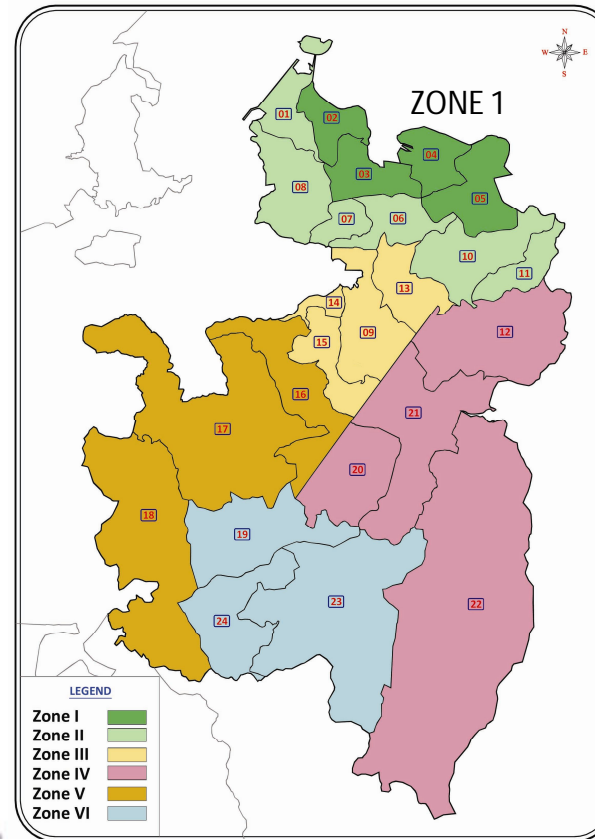 N
W E
S
ZONE 1
01
02
04
03
08
05
07
06
10
11
13
14
12
09
15
16
21
17
20
18
19
23
22
24
LEGEND
Zone I
Zone II
Zone III
Zone IV
Zone V
Zone VI